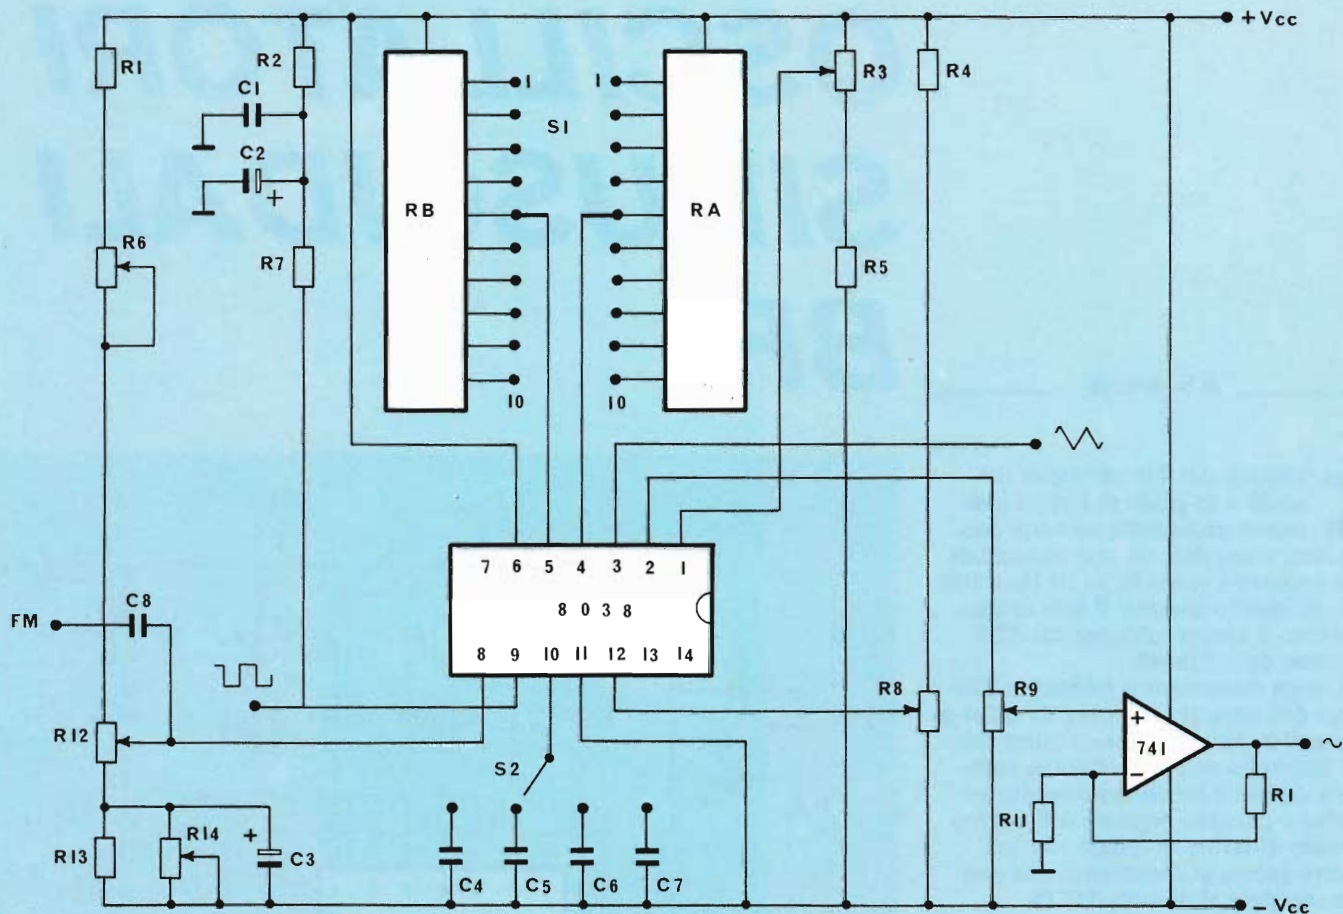 + Vcc
R1
R2
C1
C2
+
R6
R7
RB
1
S1
10
1
10
RA
R3
R4
R5
7 6 5 4 3 2 1
8 0 3 8
8 9 10 11 12 13 14
FM
C8
R12
R13
R14
+
C3
S2
C4
C5
C6
C7
R8
R9
+
741
−
~
R11
R1
− Vcc